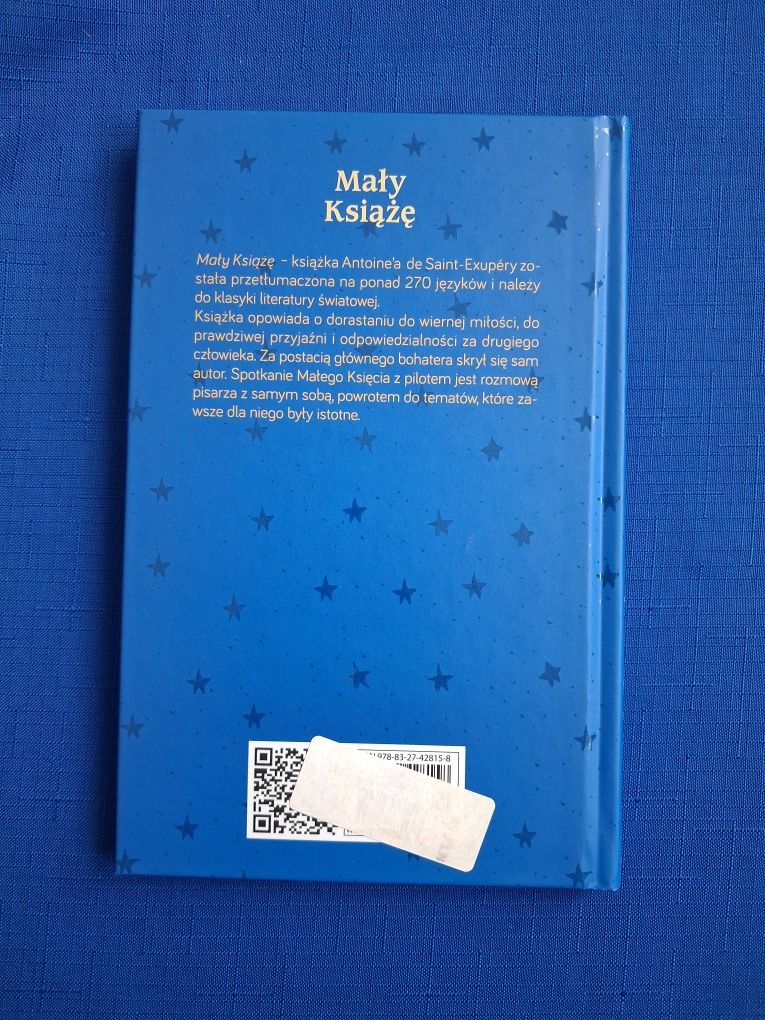 Mały
Książę
Mały Książę – książka Antoine'a de Saint-Exupéry zo-
stała przetłumaczona na ponad 270 języków i należy
do klasyki literatury światowej.
Książka opowiada o dorastaniu do wiernej miłości, do
prawdziwej przyjaźni i odpowiedzialności za drugiego
człowieka. Za postacią głównego bohatera skrył się sam
autor. Spotkanie Małego Księcia z pilotem jest rozmową
pisarza z samym sobą, powrotem do tematów, które za-
wsze dla niego były istotne.
978-83-27-42815-8